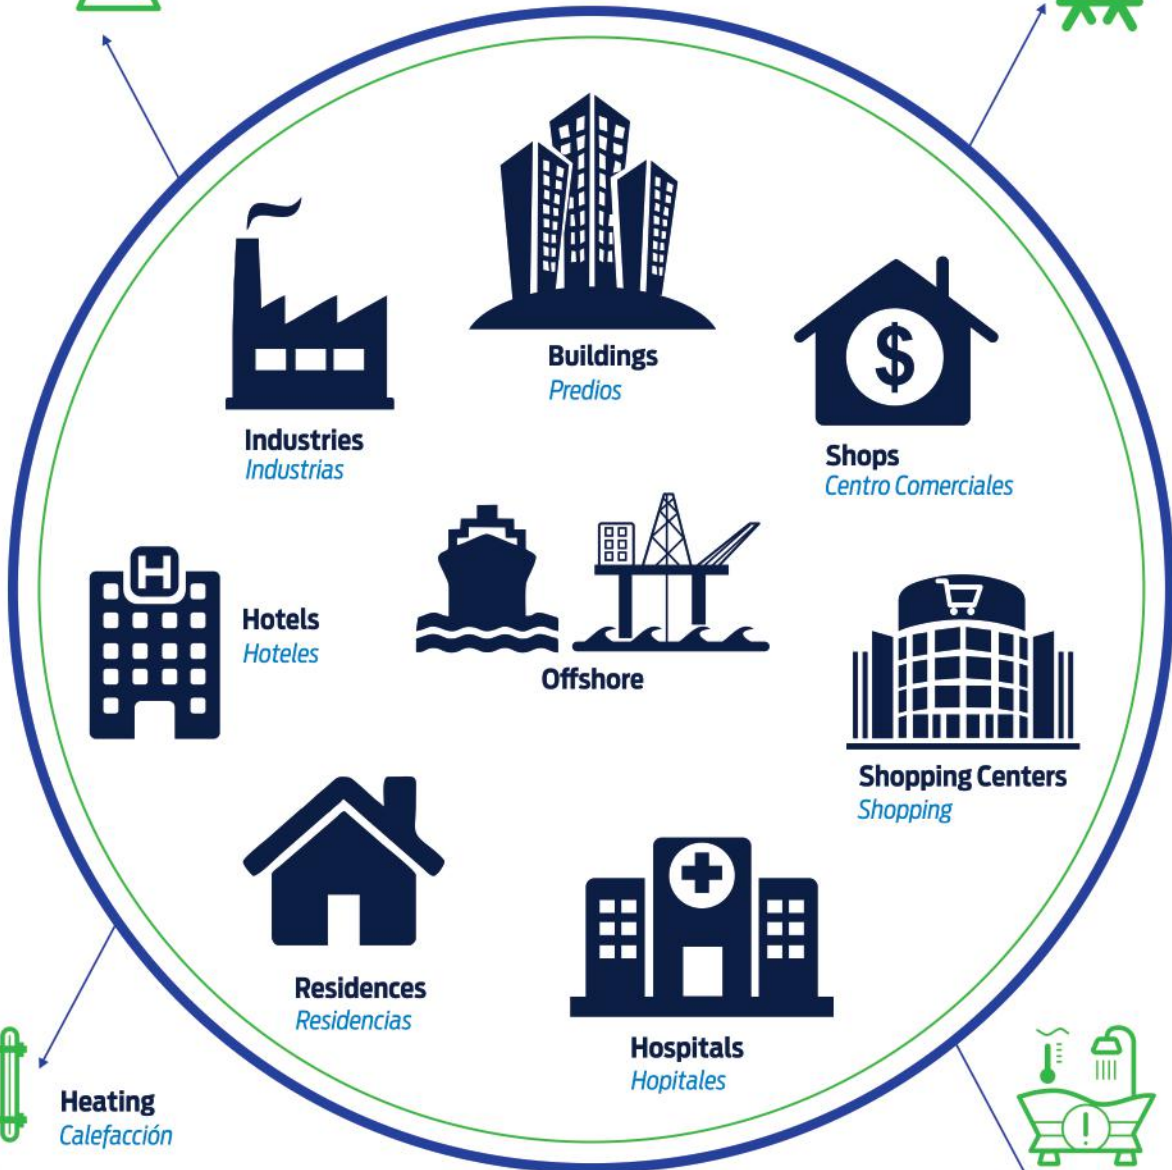 Buildings
Predios
Industries
Industrias
$
Shops
Centro Comerciales
H
Hotels
Hoteles
Offshore
Shopping Centers
Shopping
Residences
Residencias
Hospitals
Hopitales
Heating
Calefacción
!